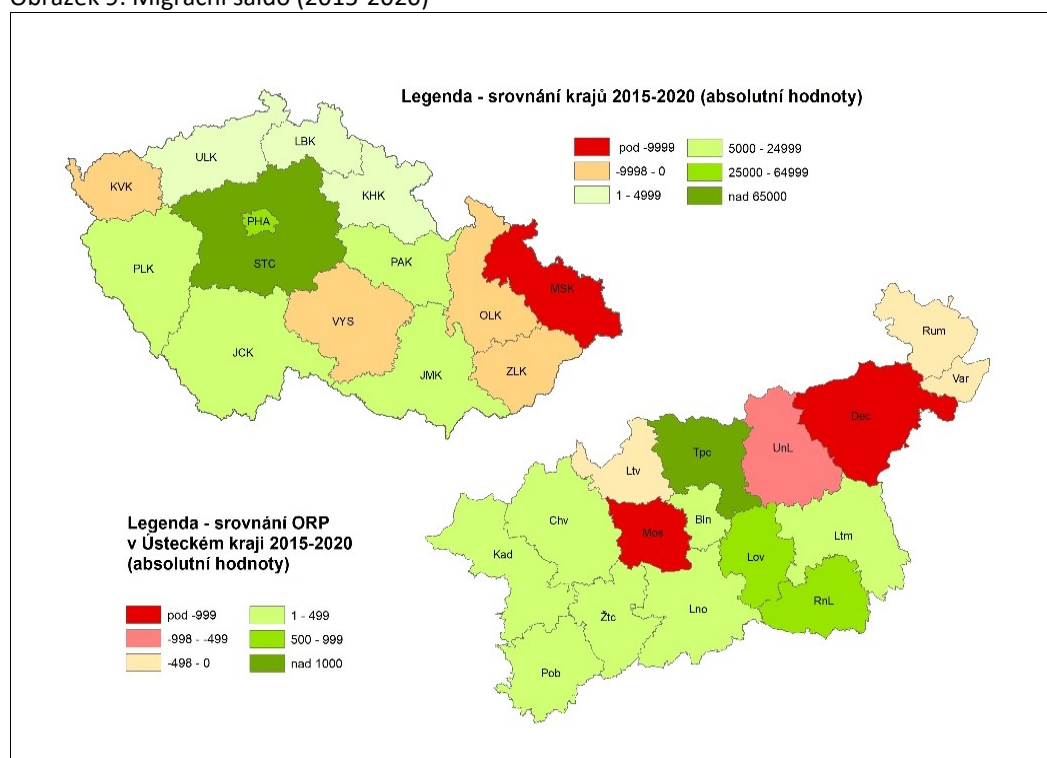 Obrázek 9: Migrační saldo (2015-2020)
Legenda - srovnání krajů 2015-2020 (absolutní hodnoty)
pod -9999
5000 - 24999
-9998 - 0
25000 - 64999
1 - 4999
nad 65000
LBK
ULK
KVK
KHK
PHA
PAK
STC
PLK
MSK
OLK
VYS
JCK
ZLK
JMK
Rum
Var
Dec
UnL
Tpc
Ltv
Chv
Bln
Mos
Ltm
Kad
Lov
RnL
Žtc
Lno
Pob
Legenda - srovnání ORP
v Ústeckém kraji 2015-2020
(absolutní hodnoty)
pod -999
1 - 499
-998 - -499
500 - 999
-498 - 0
nad 1000